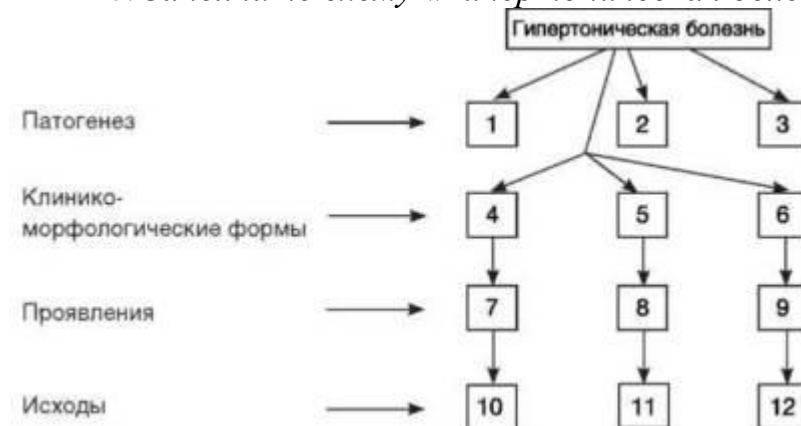 Гипертоническая болезнь
Патогенез
1 2 3
Клинико-
морфологические формы
4 5 6
Проявления
7 8 9
Исходы
10 11 12